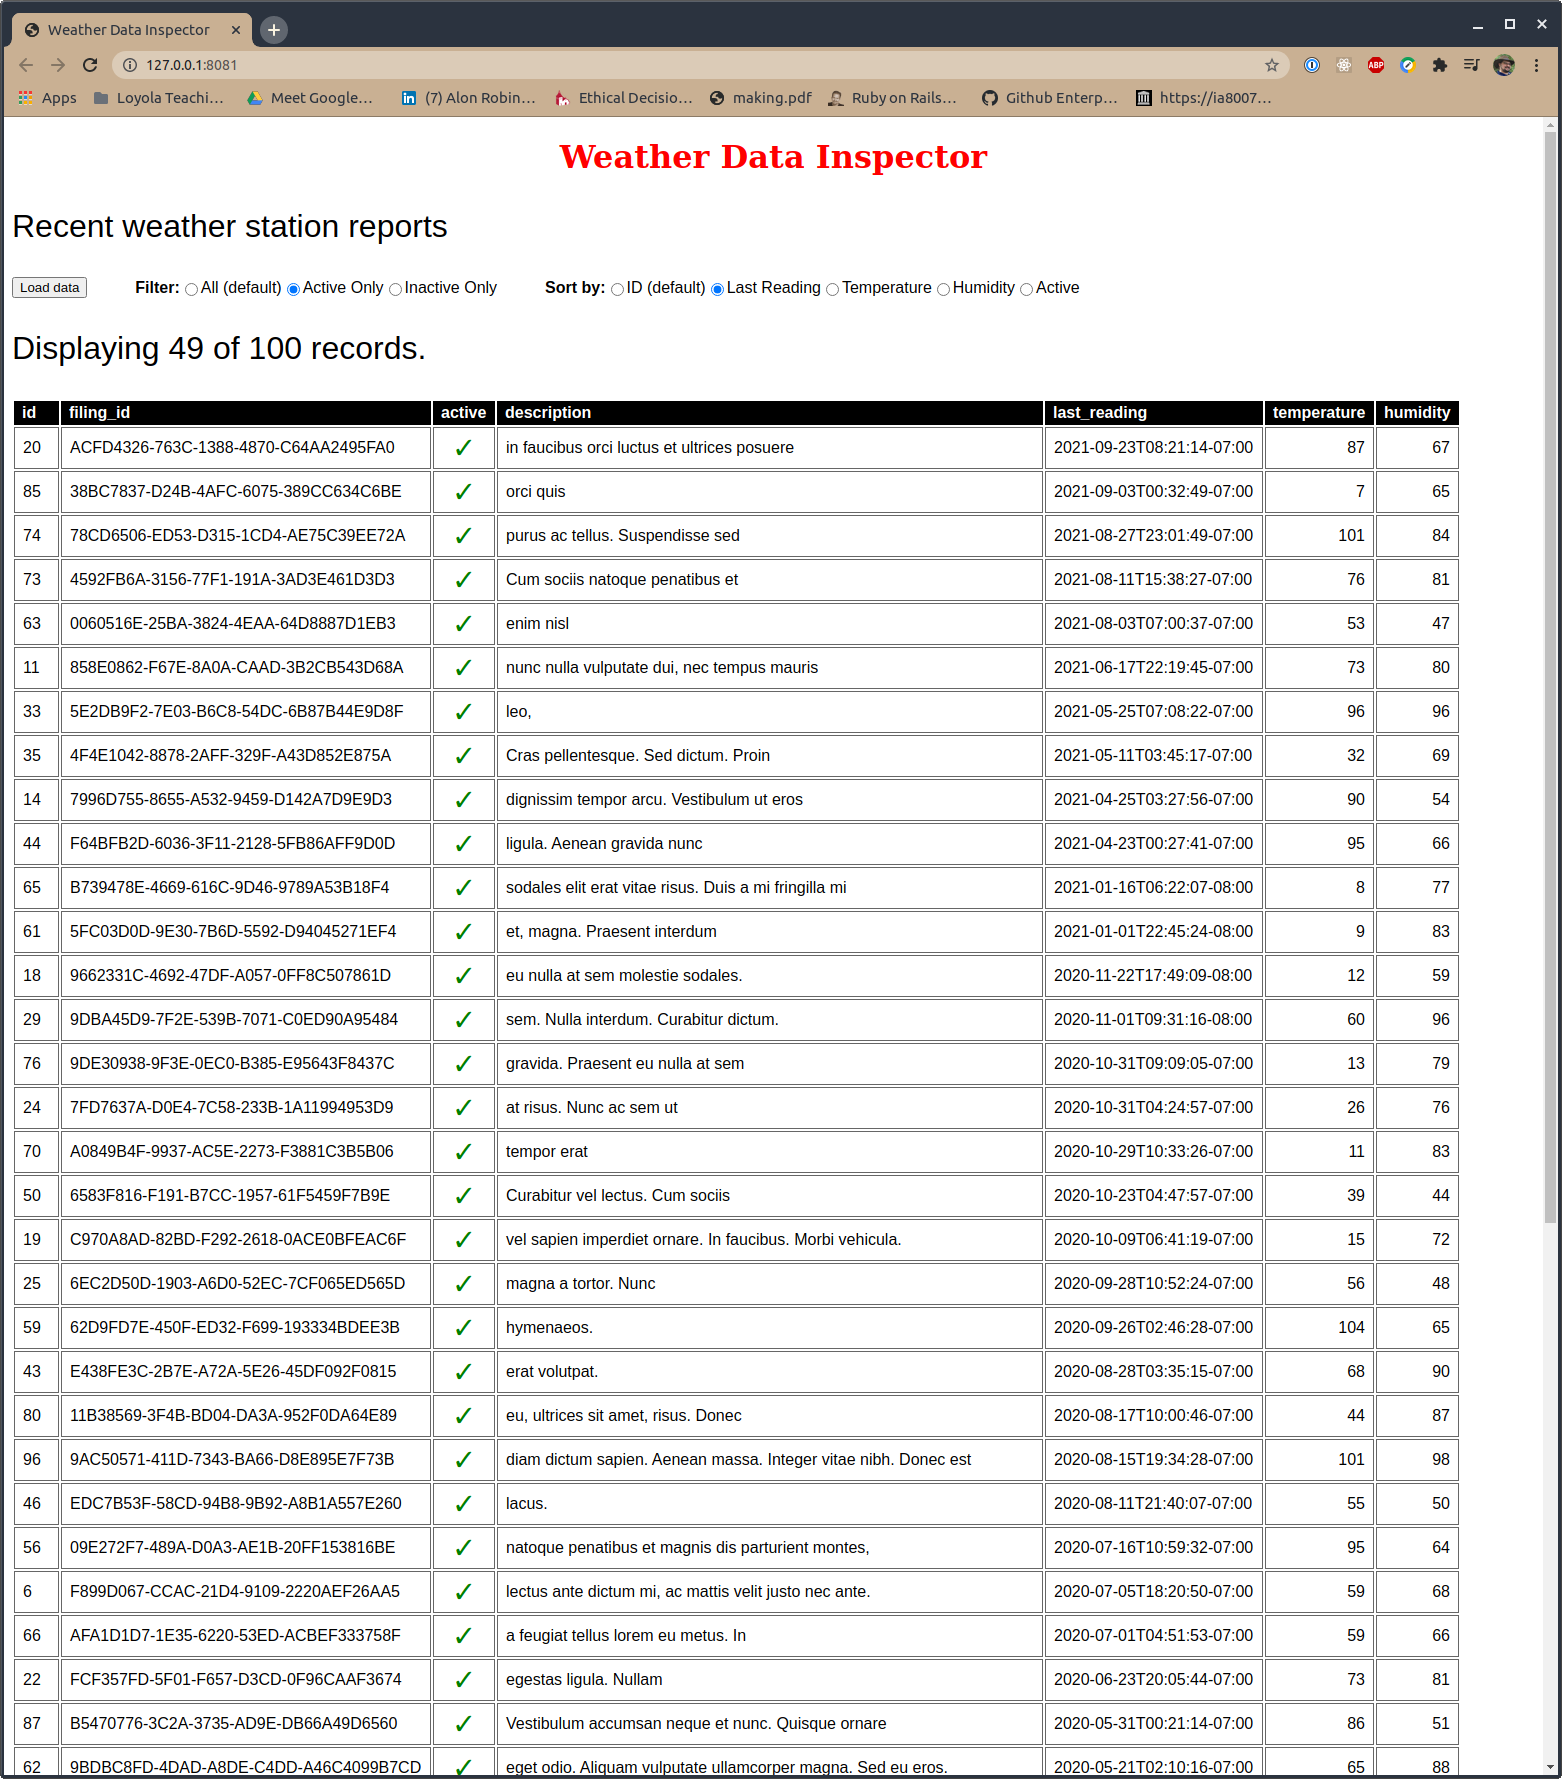 Weather Data Inspector
127.0.0.1:8081
Apps Loyola Teachi... Meet Google... (7) Alon Robin... Ethical Decisio... making.pdf Ruby on Rails... Github Enterp... https://ia8007...
Weather Data Inspector
Recent weather station reports
Load data Filter: All (default) Active Only Inactive Only Sort by: ID (default) Last Reading Temperature Humidity Active
Displaying 49 of 100 records.
id filing_id active description last_reading temperature humidity
20 ACFD4326-763C-1388-4870-C64AA2495FA0 ✓ in faucibus orci luctus et ultrices posuere 2021-09-23T08:21:14-07:00 87 67
85 38BC7837-D24B-4AFC-6075-389CC634C6BE ✓ orci quis 2021-09-03T00:32:49-07:00 7 65
74 78CD6506-ED53-D315-1CD4-AE75C39EE72A ✓ purus ac tellus. Suspendisse sed 2021-08-27T23:01:49-07:00 101 84
73 4592FB6A-3156-77F1-191A-3AD3E461D3D3 ✓ Cum sociis natoque penatibus et 2021-08-11T15:38:27-07:00 76 81
63 0060516E-25BA-3824-4EAA-64D8887D1EB3 ✓ enim nisl 2021-08-03T07:00:37-07:00 53 47
11 858E0862-F67E-8A0A-CAAD-3B2CB543D68A ✓ nunc nulla vulputate dui, nec tempus mauris 2021-06-17T22:19:45-07:00 73 80
33 5E2DB9F2-7E03-B6C8-54DC-6B87B44E9D8F ✓ leo, 2021-05-25T07:08:22-07:00 96 96
35 4F4E1042-8878-2AFF-329F-A43D852E875A ✓ Cras pellentesque. Sed dictum. Proin 2021-05-11T03:45:17-07:00 32 69
14 7996D755-8655-A532-9459-D142A7D9E9D3 ✓ dignissim tempor arcu. Vestibulum ut eros 2021-04-25T03:27:56-07:00 90 54
44 F64BFB2D-6036-3F11-2128-5FB86AFF9D0D ✓ ligula. Aenean gravida nunc 2021-04-23T00:27:41-07:00 95 66
65 B739478E-4669-616C-9D46-9789A53B18F4 ✓ sodales elit erat vitae risus. Duis a mi fringilla mi 2021-01-16T06:22:07-08:00 8 77
61 5FC03D0D-9E30-7B6D-5592-D94045271EF4 ✓ et, magna. Praesent interdum 2021-01-01T22:45:24-08:00 9 83
18 9662331C-4692-47DF-A057-0FF8C507861D ✓ eu nulla at sem molestie sodales. 2020-11-22T17:49:09-08:00 12 59
29 9DBA45D9-7F2E-539B-7071-C0ED90A95484 ✓ sem. Nulla interdum. Curabitur dictum. 2020-11-01T09:31:16-08:00 60 96
76 9DE30938-9F3E-0EC0-B385-E95643F8437C ✓ gravida. Praesent eu nulla at sem 2020-10-31T09:09:05-07:00 13 79
24 7FD7637A-D0E4-7C58-233B-1A11994953D9 ✓ at risus. Nunc ac sem ut 2020-10-31T04:24:57-07:00 26 76
70 A0849B4F-9937-AC5E-2273-F3881C3B5B06 ✓ tempor erat 2020-10-29T10:33:26-07:00 11 83
50 6583F816-F191-B7CC-1957-61F5459F7B9E ✓ Curabitur vel lectus. Cum sociis 2020-10-23T04:47:57-07:00 39 44
19 C970A8AD-82BD-F292-2618-0ACE0BFEAC6F ✓ vel sapien imperdiet ornare. In faucibus. Morbi vehicula. 2020-10-09T06:41:19-07:00 15 72
25 6EC2D50D-1903-A6D0-52EC-7CF065ED565D ✓ magna a tortor. Nunc 2020-09-28T10:52:24-07:00 56 48
59 62D9FD7E-450F-ED32-F699-193334BDEE3B ✓ hymenaeos. 2020-09-26T02:46:28-07:00 104 65
43 E438FE3C-2B7E-A72A-5E26-45DF092F0815 ✓ erat volutpat. 2020-08-28T03:35:15-07:00 68 90
80 11B38569-3F4B-BD04-DA3A-952F0DA64E89 ✓ eu, ultrices sit amet, risus. Donec 2020-08-17T10:00:46-07:00 44 87
96 9AC50571-411D-7343-BA66-D8E895E7F73B ✓ diam dictum sapien. Aenean massa. Integer vitae nibh. Donec est 2020-08-15T19:34:28-07:00 101 98
46 EDC7B53F-58CD-94B8-9B92-A8B1A557E260 ✓ lacus. 2020-08-11T21:40:07-07:00 55 50
56 09E272F7-489A-D0A3-AE1B-20FF153816BE ✓ natoque penatibus et magnis dis parturient montes, 2020-07-16T10:59:32-07:00 95 64
6 F899D067-CCAC-21D4-9109-2220AEF26AA5 ✓ lectus ante dictum mi, ac mattis velit justo nec ante. 2020-07-05T18:20:50-07:00 59 68
66 AFA1D1D7-1E35-6220-53ED-ACBEF333758F ✓ a feugiat tellus lorem eu metus. In 2020-07-01T04:51:53-07:00 59 66
22 FCF357FD-5F01-F657-D3CD-0F96CAAF3674 ✓ egestas ligula. Nullam 2020-06-23T20:05:44-07:00 73 81
87 B5470776-3C2A-3735-AD9E-DB66A49D6560 ✓ Vestibulum accumsan neque et nunc. Quisque ornare 2020-05-31T00:21:14-07:00 86 51
62 9BDBC8FD-4DAD-A8DE-C4DD-A46C4099B7CD ✓ eget odio. Aliquam vulputate ullamcorper magna. Sed eu eros. 2020-05-21T02:10:16-07:00 65 88